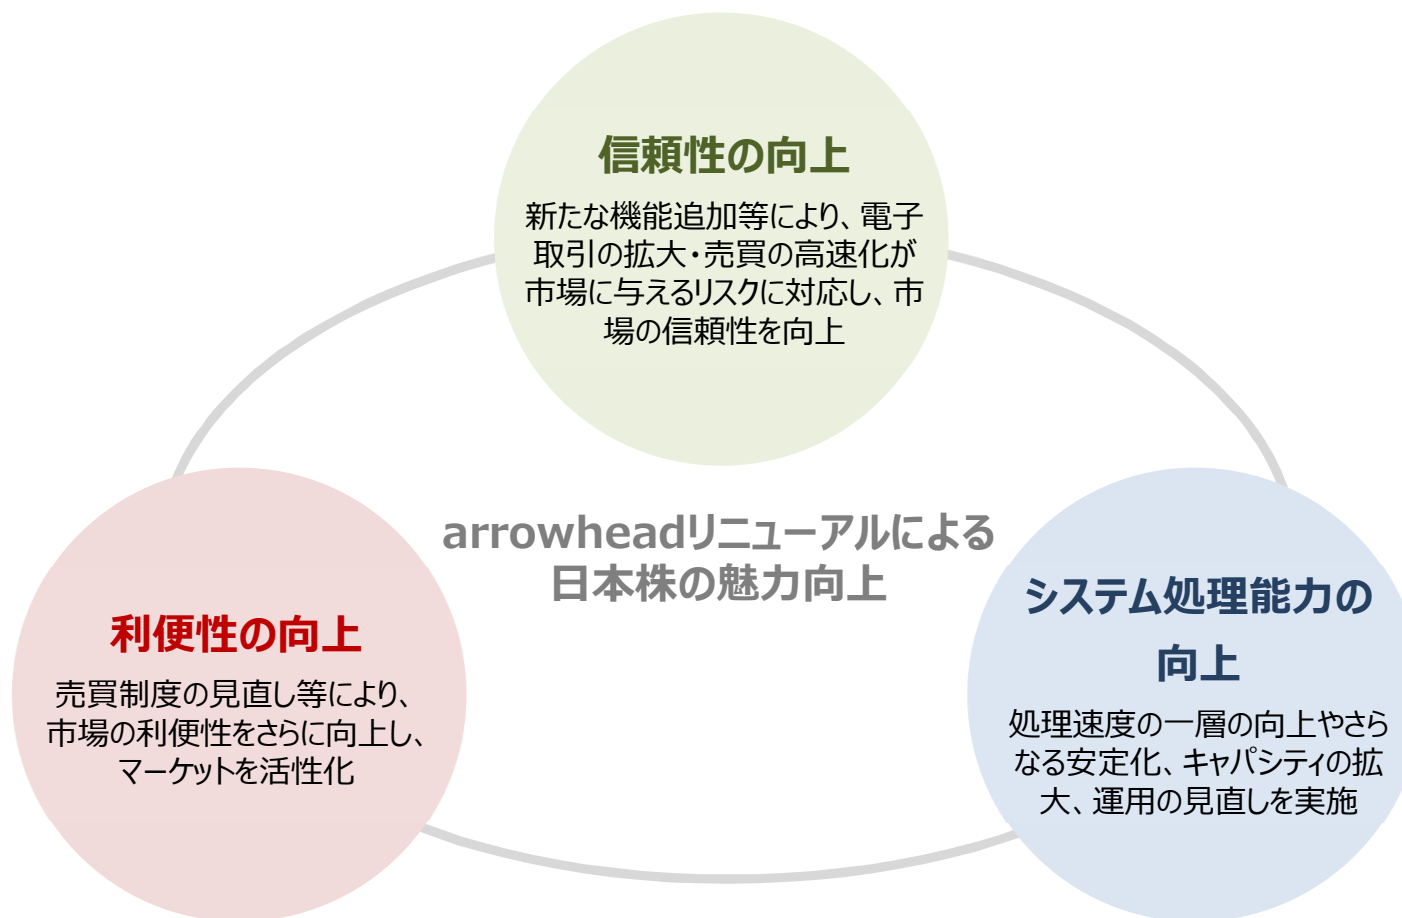 信頼性の向上
新たな機能追加等により、電子
取引の拡大・売買の高速化が
市場に与えるリスクに対応し、市
場の信頼性を向上
arrowheadリニューアルによる
日本株の魅力向上
利便性の向上
売買制度の見直し等により、
市場の利便性をさらに向上し、
マーケットを活性化
システム処理能力の
向上
処理速度の一層の向上やさら
なる安定化、キャパシティの拡
大、運用の見直しを実施